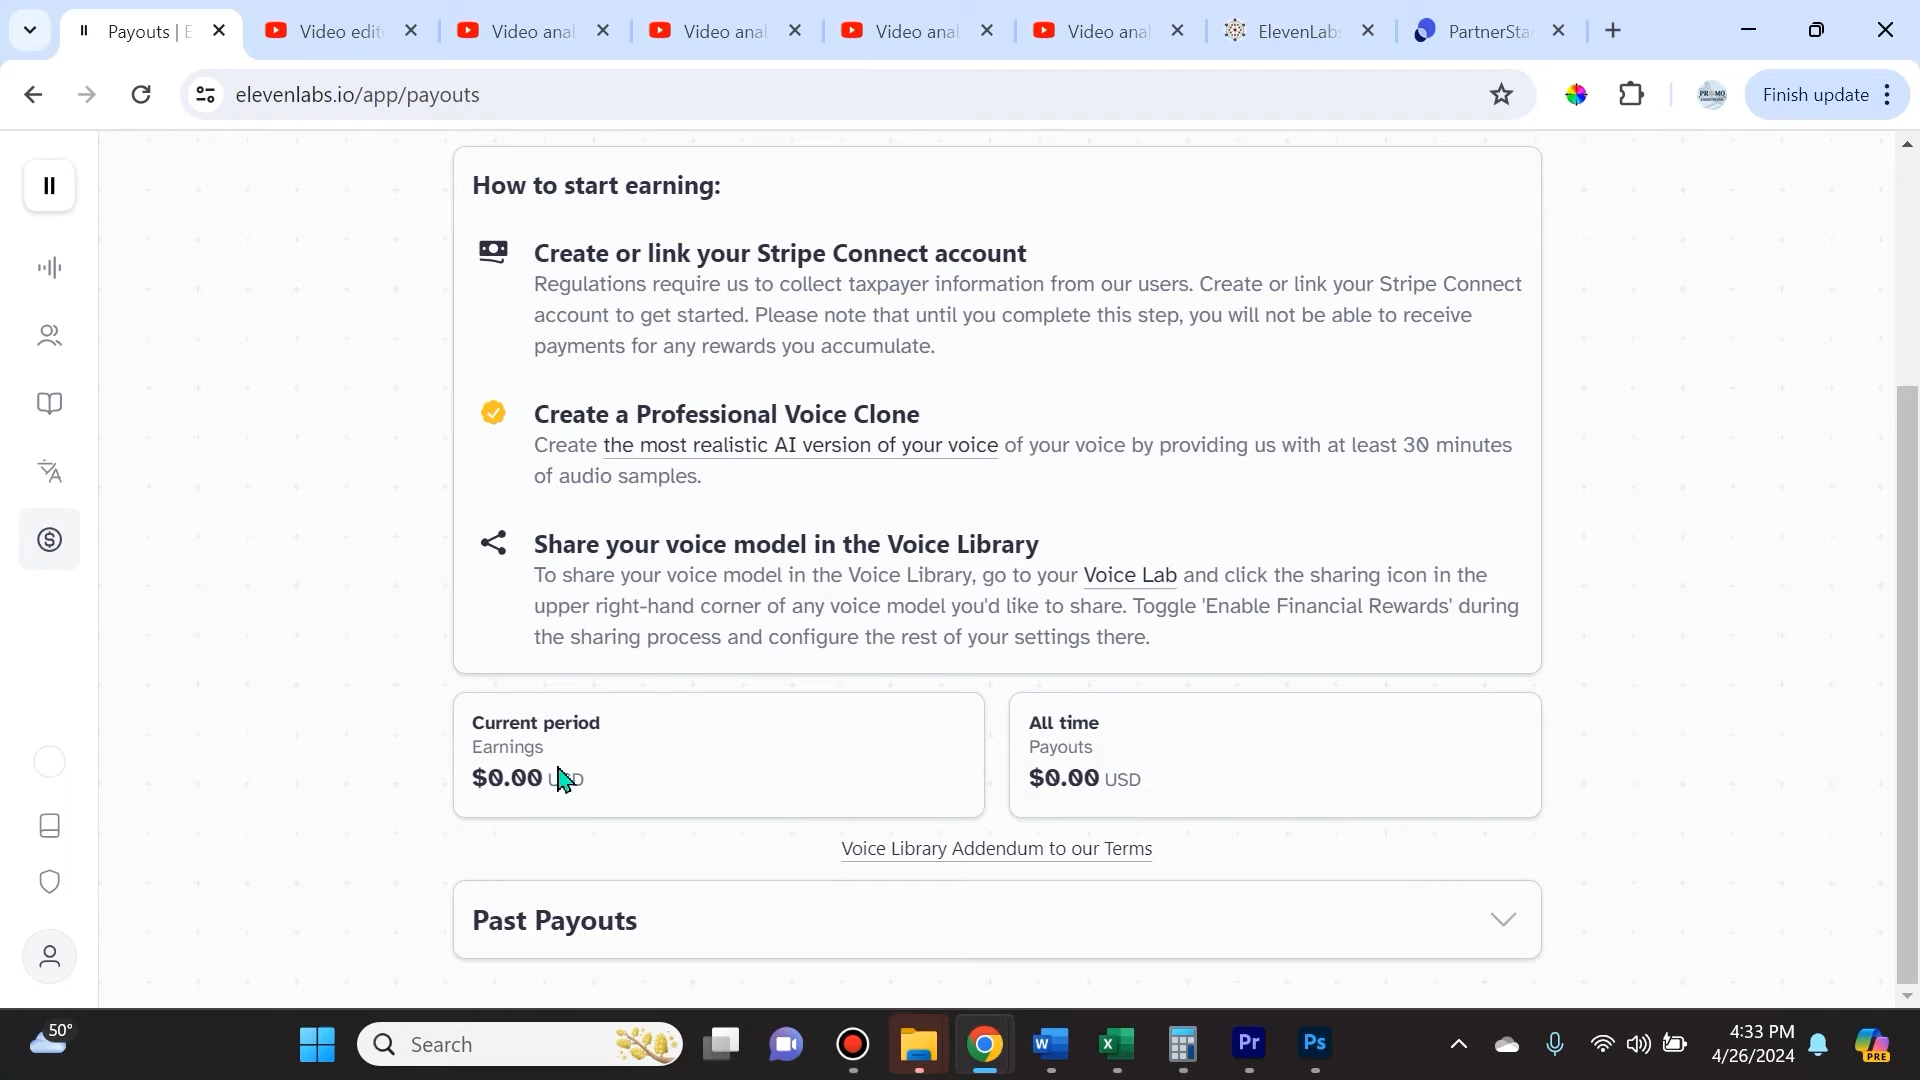 Payouts | E
Video edit
Video anal
Video anal
Video anal
Video anal
ElevenLabs
PartnerSta
elevenlabs.io/app/payouts
Finish update
How to start earning:
Create or link your Stripe Connect account
Regulations require us to collect taxpayer information from our users. Create or link your Stripe Connect
account to get started. Please note that until you complete this step, you will not be able to receive
payments for any rewards you accumulate.
Create a Professional Voice Clone
Create the most realistic AI version of your voice of your voice by providing us with at least 30 minutes
of audio samples.
Share your voice model in the Voice Library
To share your voice model in the Voice Library, go to your Voice Lab and click the sharing icon in the
upper right-hand corner of any voice model you'd like to share. Toggle 'Enable Financial Rewards' during
the sharing process and configure the rest of your settings there.
Current period
Earnings
$0.00 USD
All time
Payouts
$0.00 USD
Voice Library Addendum to our Terms
Past Payouts
50°
Search
W
X
Pr
Ps
4:33 PM
4/26/2024
PRE